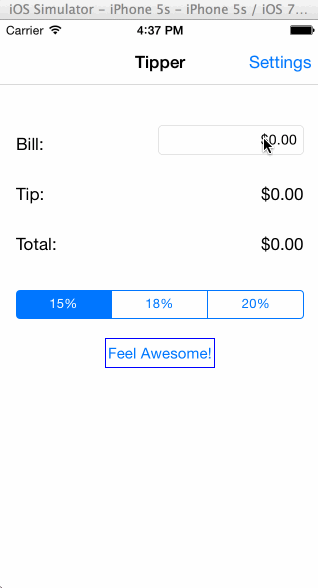 iOS Simulator – iPhone 5s – iPhone 5s / iOS 7...
Carrier 4:37 PM
Tipper Settings
Bill: $0.00
Tip: $0.00
Total: $0.00
15% 18% 20%
Feel Awesome!